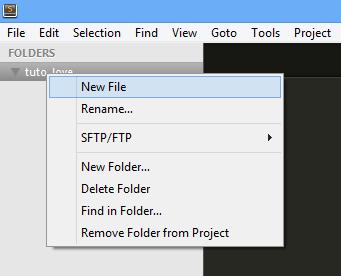 File Edit Selection Find View Goto Tools Project
FOLDERS
tuto_love
New File
Rename...
SFTP/FTP
New Folder...
Delete Folder
Find in Folder...
Remove Folder from Project